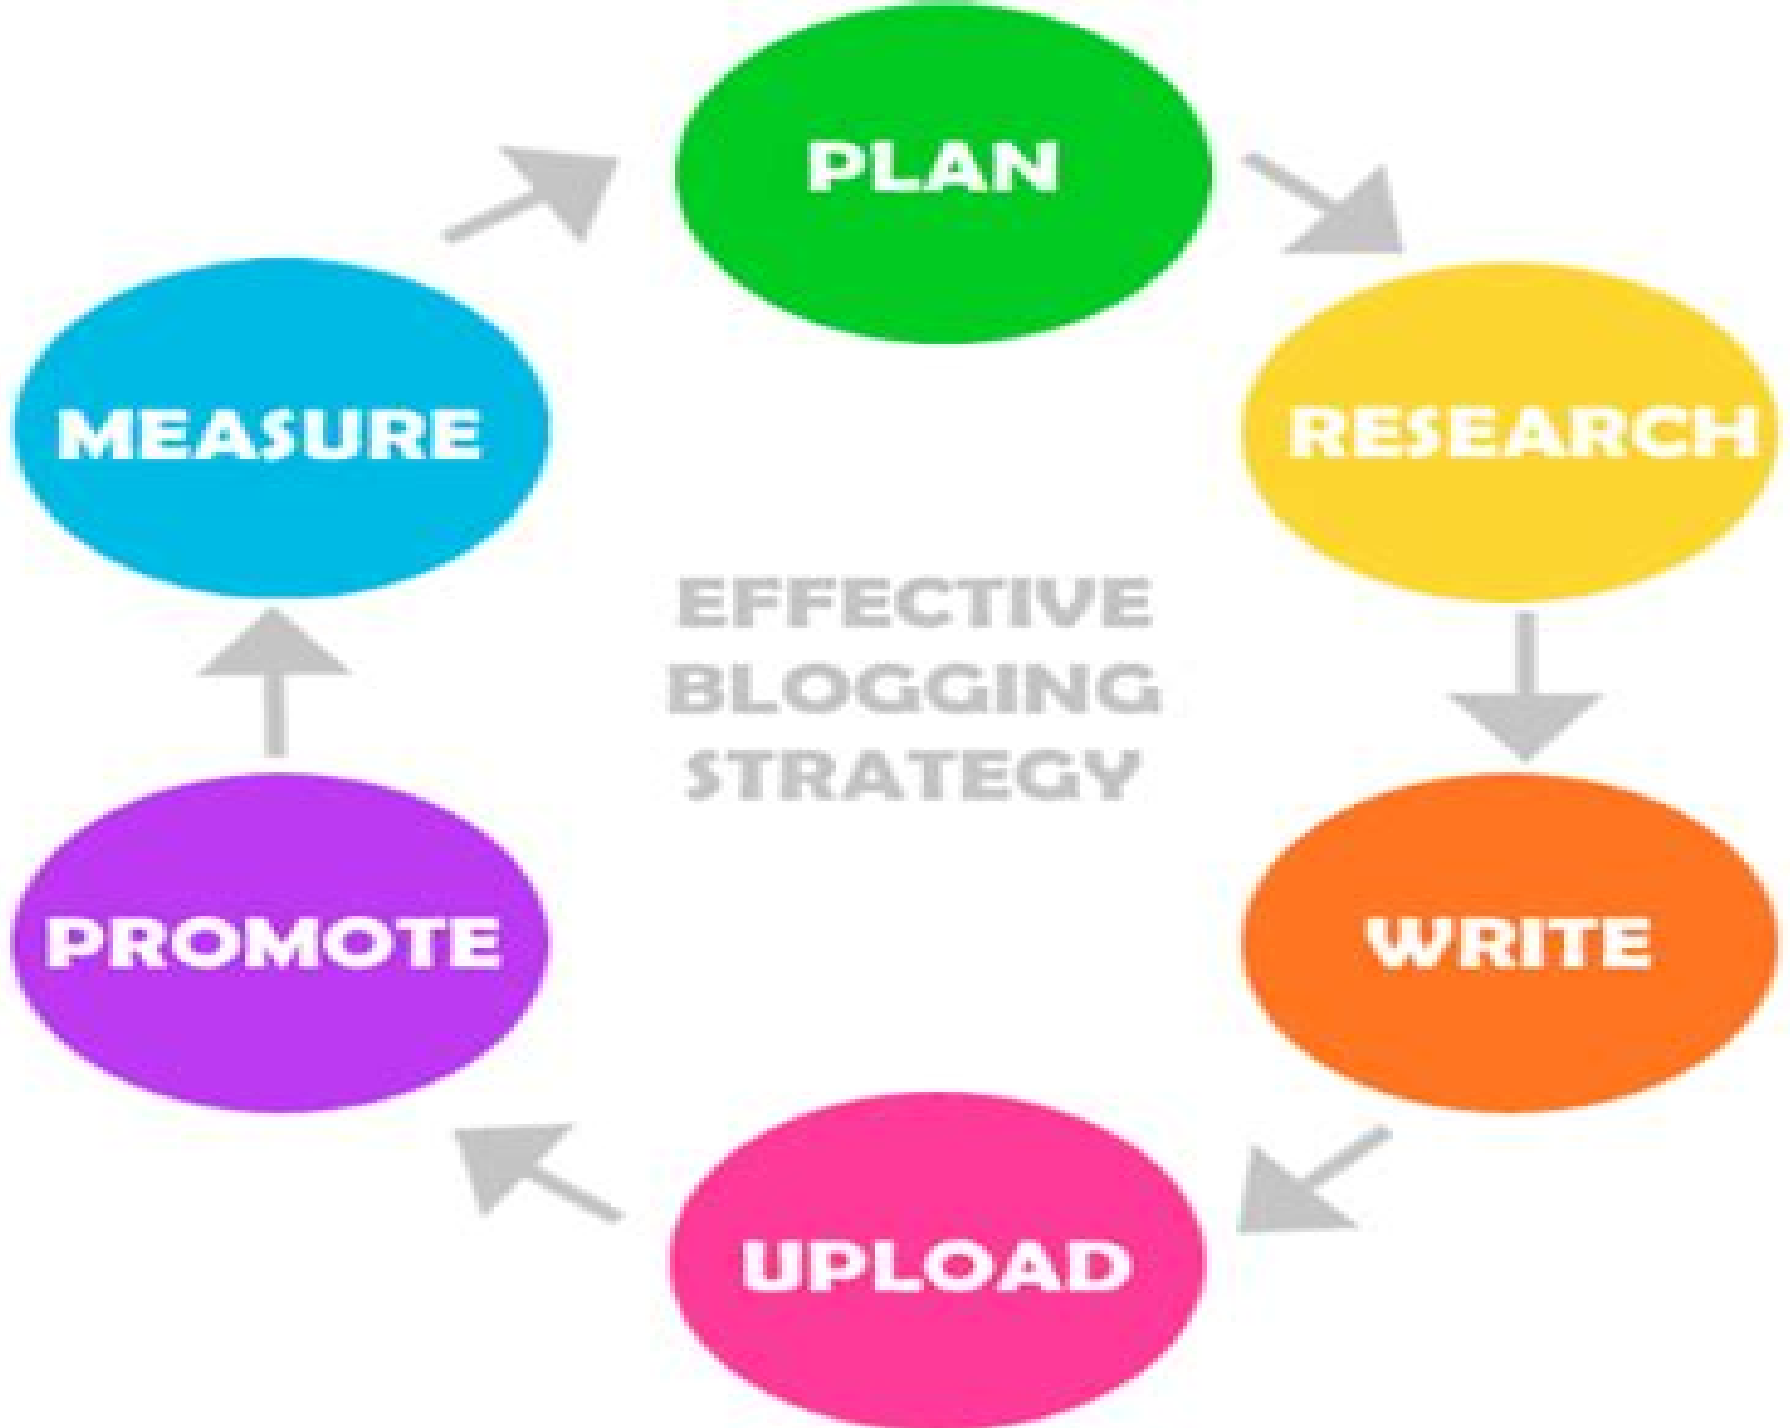 PLAN
RESEARCH
WRITE
UPLOAD
PROMOTE
MEASURE
EFFECTIVE
BLOGGING
STRATEGY